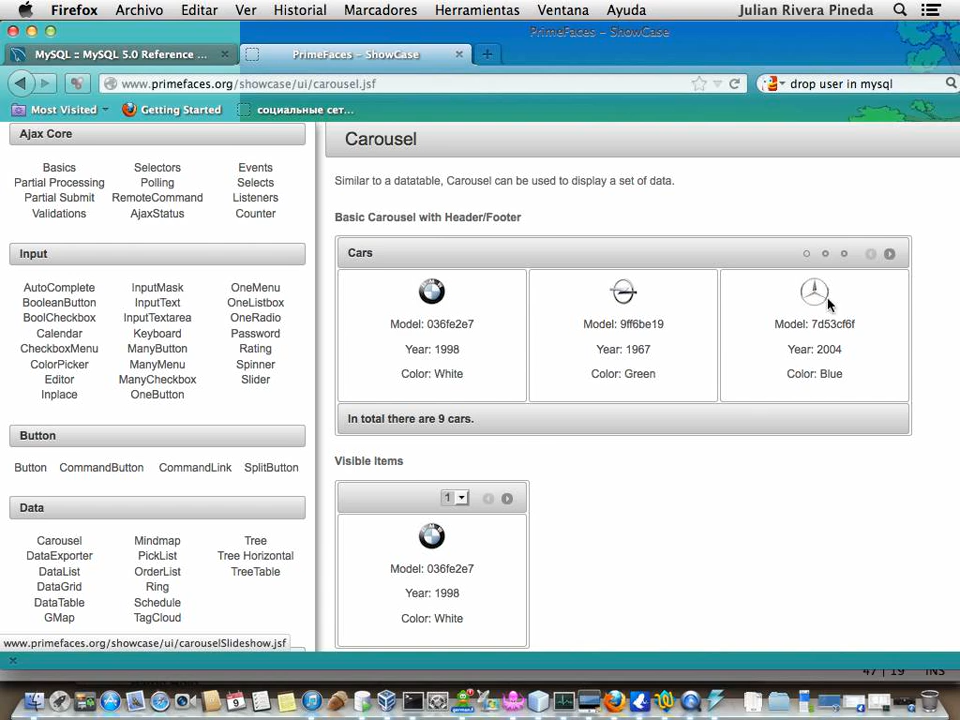 Firefox Archivo Editar Ver Historial Marcadores Herramientas Ventana Ayuda Julian Rivera Pineda
PrimeFaces – ShowCase
MySQL :: MySQL 5.0 Reference ...
PrimeFaces – ShowCase
www.primefaces.org/showcase/ui/carousel.jsf
drop user in mysql
Most Visited Getting Started социальные сет...
Ajax Core
Basics Selectors Events
Partial Processing Polling Selects
Partial Submit RemoteCommand Listeners
Validations AjaxStatus Counter
Input
AutoComplete InputMask OneMenu
BooleanButton InputText OneListbox
BoolCheckbox InputTextarea OneRadio
Calendar Keyboard Password
CheckboxMenu ManyButton Rating
ColorPicker ManyMenu Spinner
Editor ManyCheckbox Slider
Inplace OneButton
Button
Button CommandButton CommandLink SplitButton
Data
Carousel Mindmap Tree
DataExporter PickList Tree Horizontal
DataList OrderList TreeTable
DataGrid Ring
DataTable Schedule
GMap TagCloud
www.primefaces.org/showcase/ui/carouselSlideshow.jsf
Carousel
Similar to a datatable, Carousel can be used to display a set of data.
Basic Carousel with Header/Footer
Cars
Model: 036fe2e7 Model: 9ff6be19 Model: 7d53cf6f
Year: 1998 Year: 1967 Year: 2004
Color: White Color: Green Color: Blue
In total there are 9 cars.
Visible Items
1
Model: 036fe2e7
Year: 1998
Color: White
47 | 19 INS